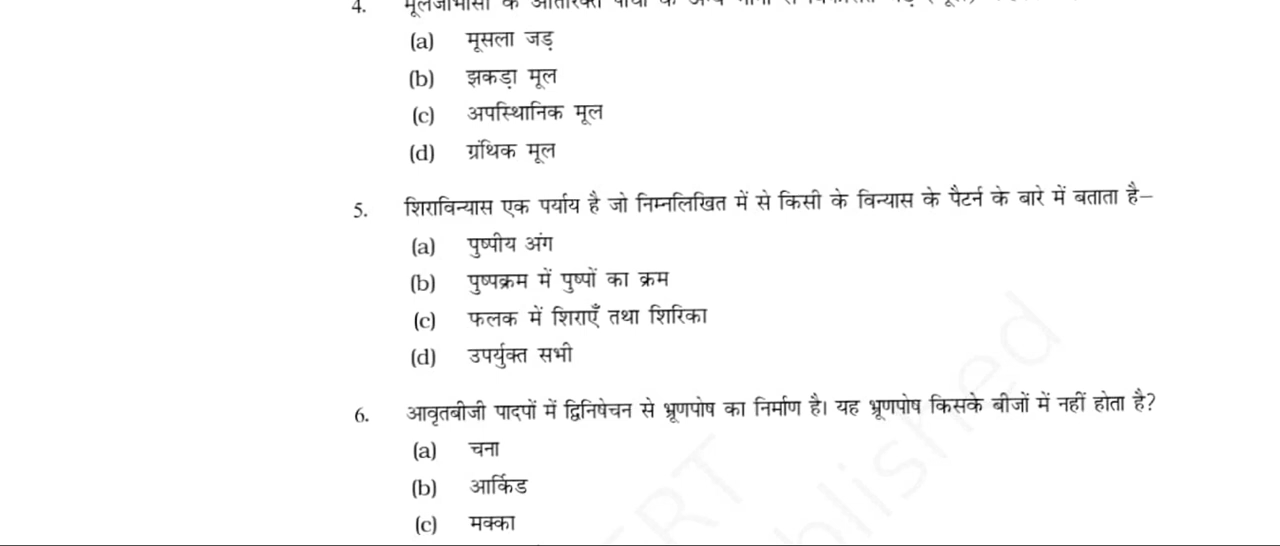 4.
(a) मूसला जड़
(b) झकड़ा मूल
(c) अपस्थिानिक मूल
(d) ग्रंथिक मूल
5. शिराविन्यास एक पर्याय है जो निम्नलिखित में से किसी के विन्यास के पैटर्न के बारे में बताता है–
(a) पुष्पीय अंग
(b) पुष्पक्रम में पुष्पों का क्रम
(c) फलक में शिराएँ तथा शिरिका
(d) उपर्युक्त सभी
6. आवृतबीजी पादपों में द्विनिषेचन से भ्रूणपोष का निर्माण है। यह भ्रूणपोष किसके बीजों में नहीं होता है?
(a) चना
(b) आर्किड
(c) मक्का